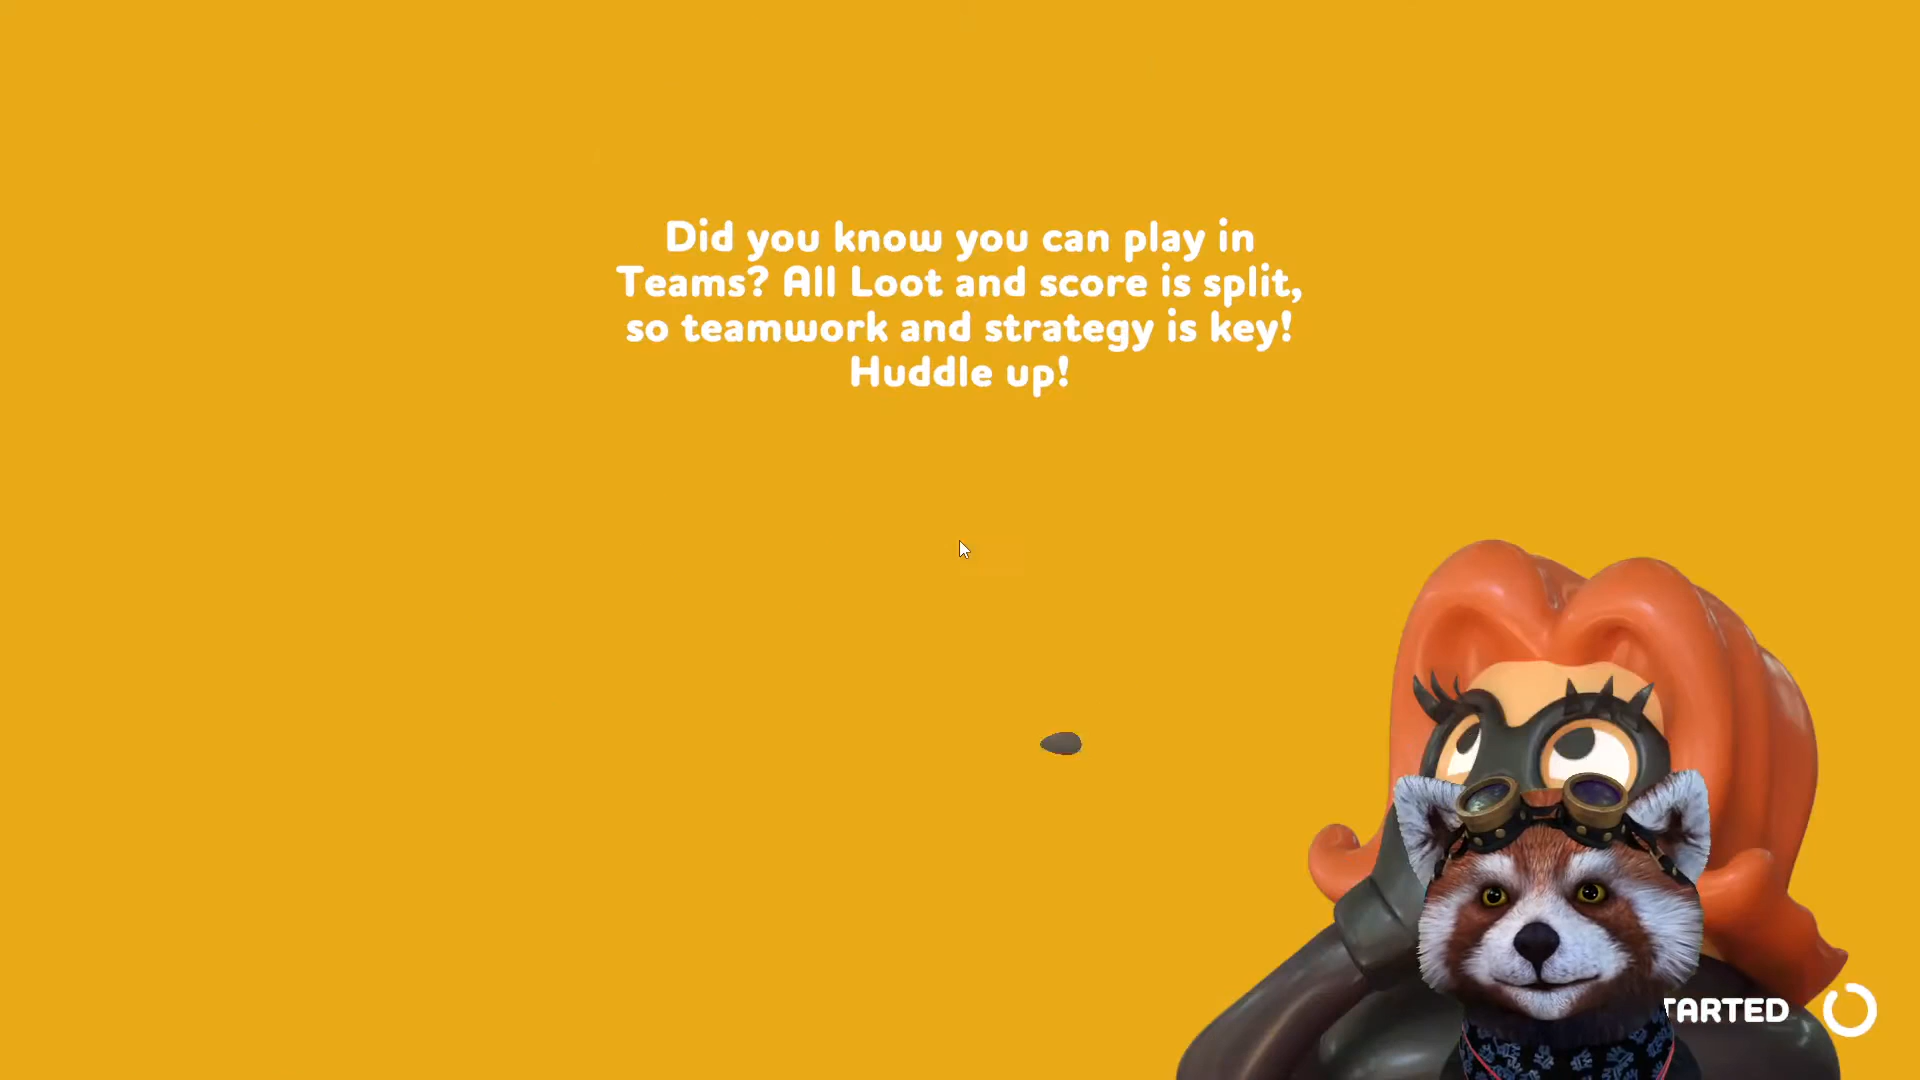 Did you know you can play in
Teams? All Loot and score is split,
so teamwork and strategy is key!
Huddle up!
TARTED